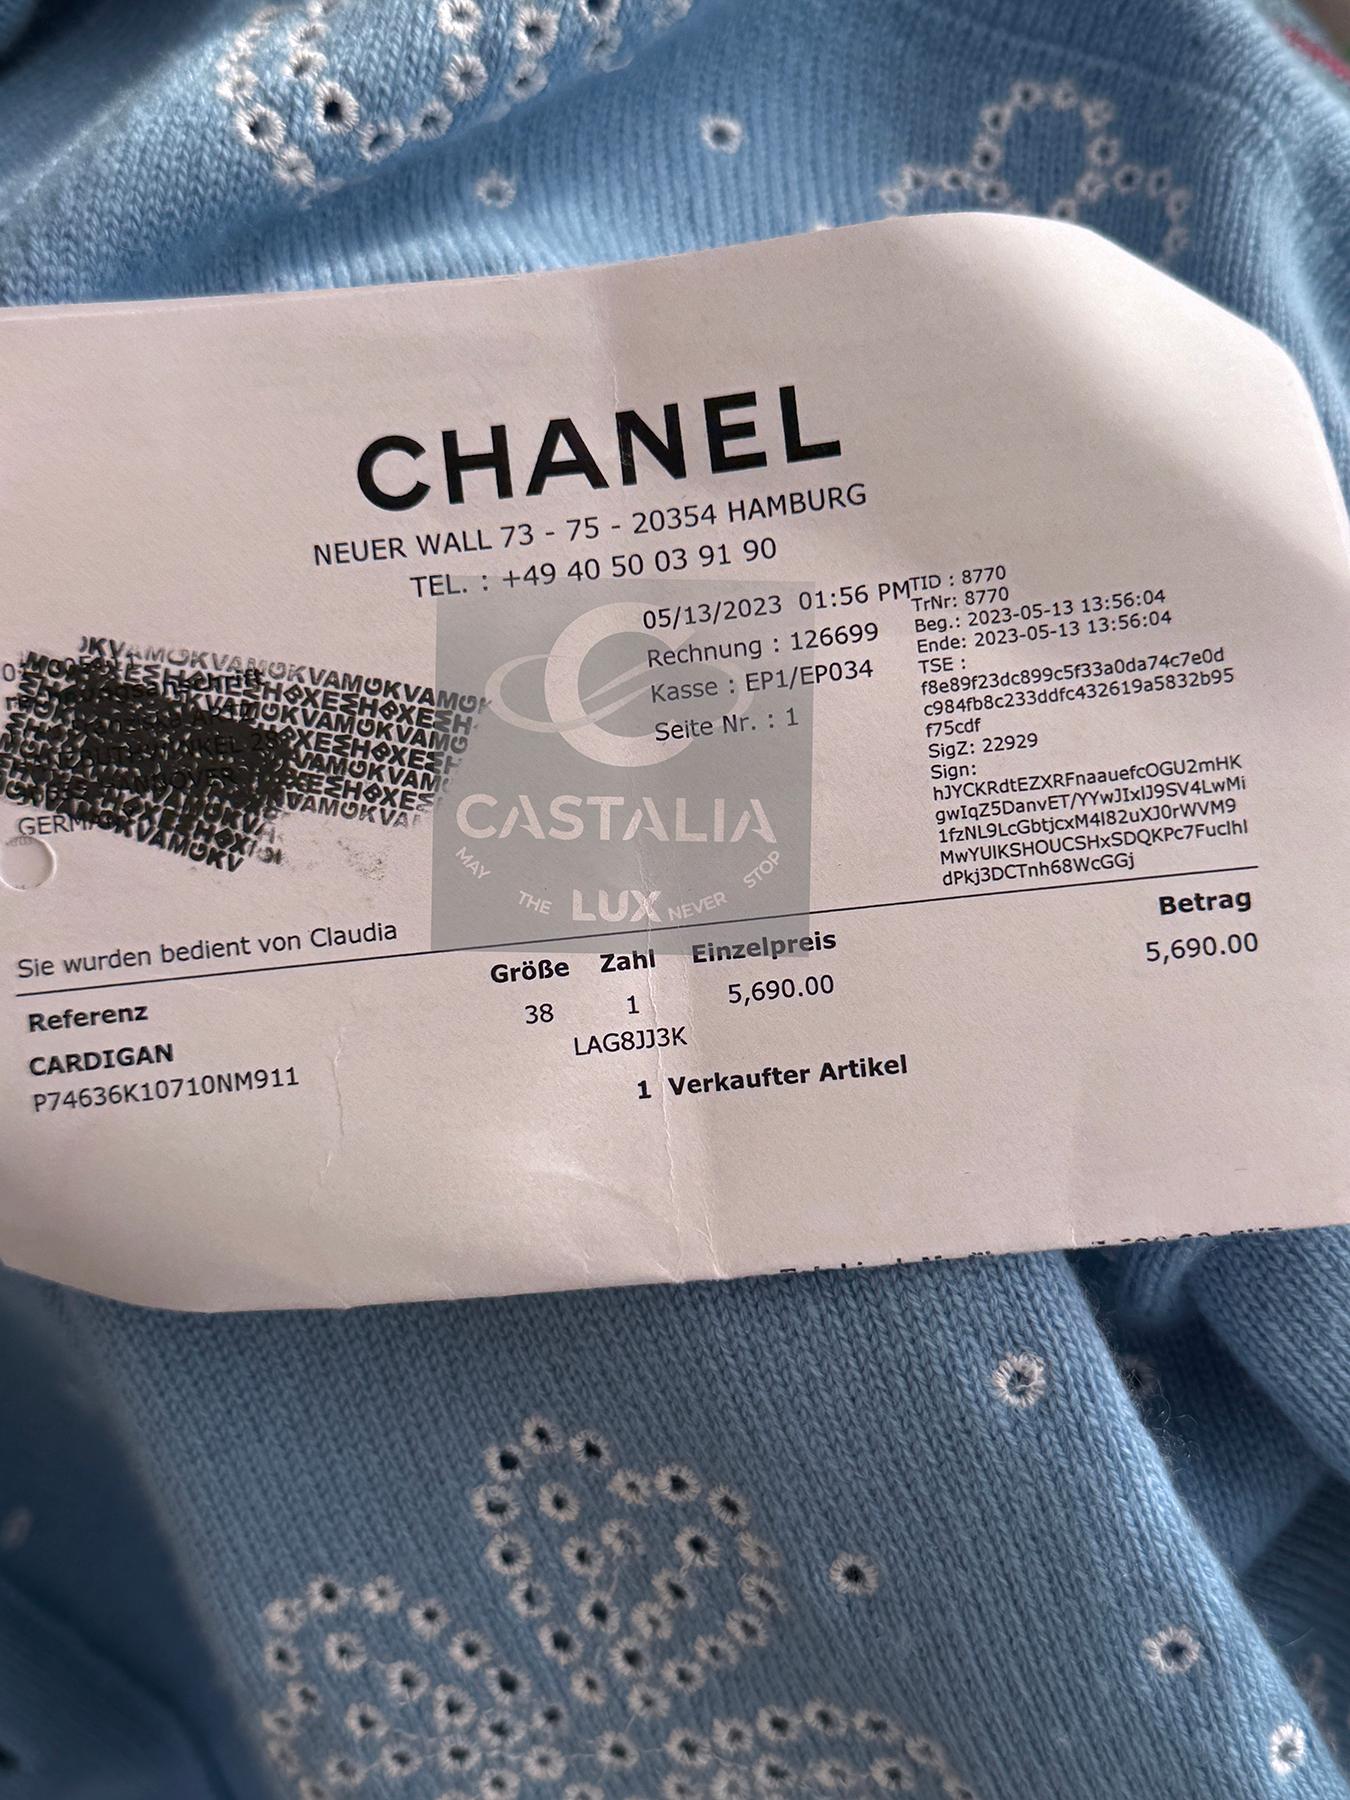 CHANEL
NEUER WALL 73 - 75 - 20354 HAMBURG
TEL. : +49 40 50 03 91 90
05/13/2023 01:56 PM
Rechnung : 126699
Kasse : EP1/EP034
Seite Nr. : 1
TID : 8770
TrNr: 8770
Beg.: 2023-05-13 13:56:04
Ende: 2023-05-13 13:56:04
TSE :
f8e89f23dc899c5f33a0da74c7e0d
c984fb8c233ddfc432619a5832b95
f75cdf
SigZ: 22929
Sign:
hJYCKRdtEZXRFnaauefcOGU2mHK
gwIqZ5DanvET/YYwJIxIJ9SV4LwMi
1fzNL9LcGbtjcxM4I82uXJ0rWVM9
MwYUIKSHOUCSHxSDQKPc7FucIhI
dPkj3DCTnh68WcGGj
CASTALIA
MAY THE LUX NEVER STOP
Sie wurden bedient von Claudia
Referenz Größe Zahl Einzelpreis Betrag
CARDIGAN 38 1 5,690.00 5,690.00
P74636K10710NM911 LAG8JJ3K
1 Verkaufter Artikel